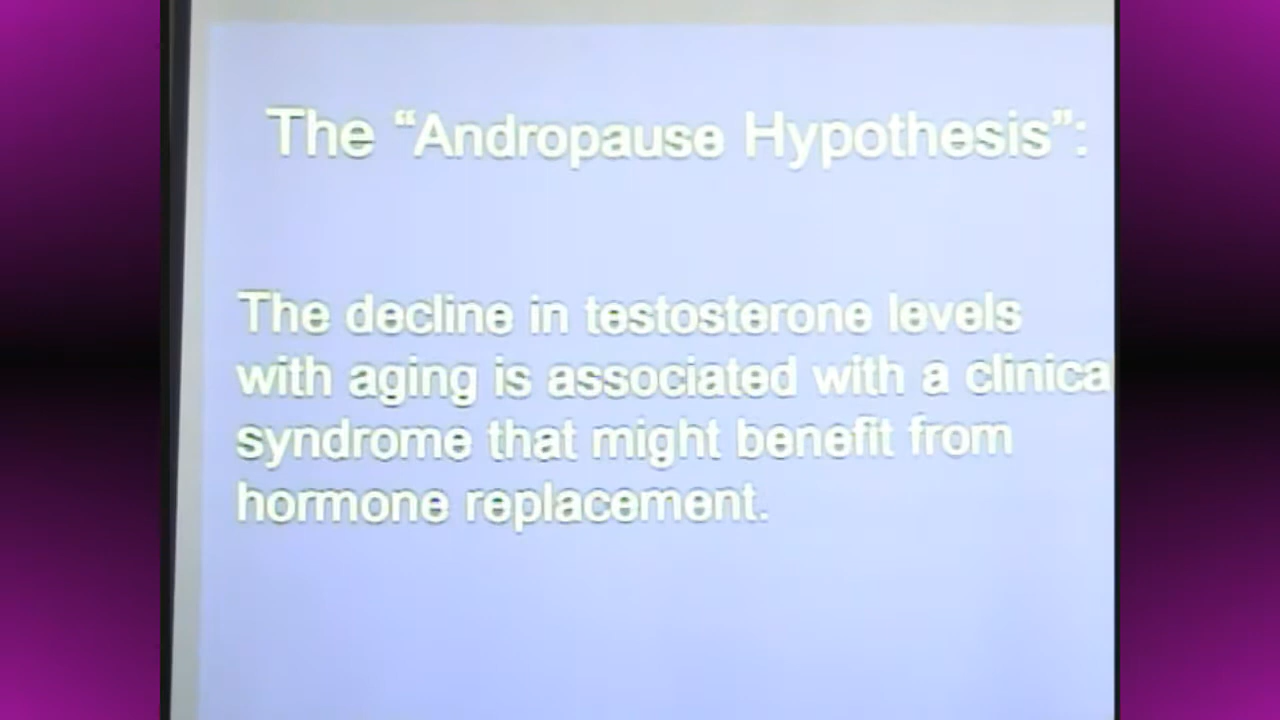 The “Andropause Hypothesis”:
The decline in testosterone levels
with aging is associated with a clinica
syndrome that might benefit from
hormone replacement.